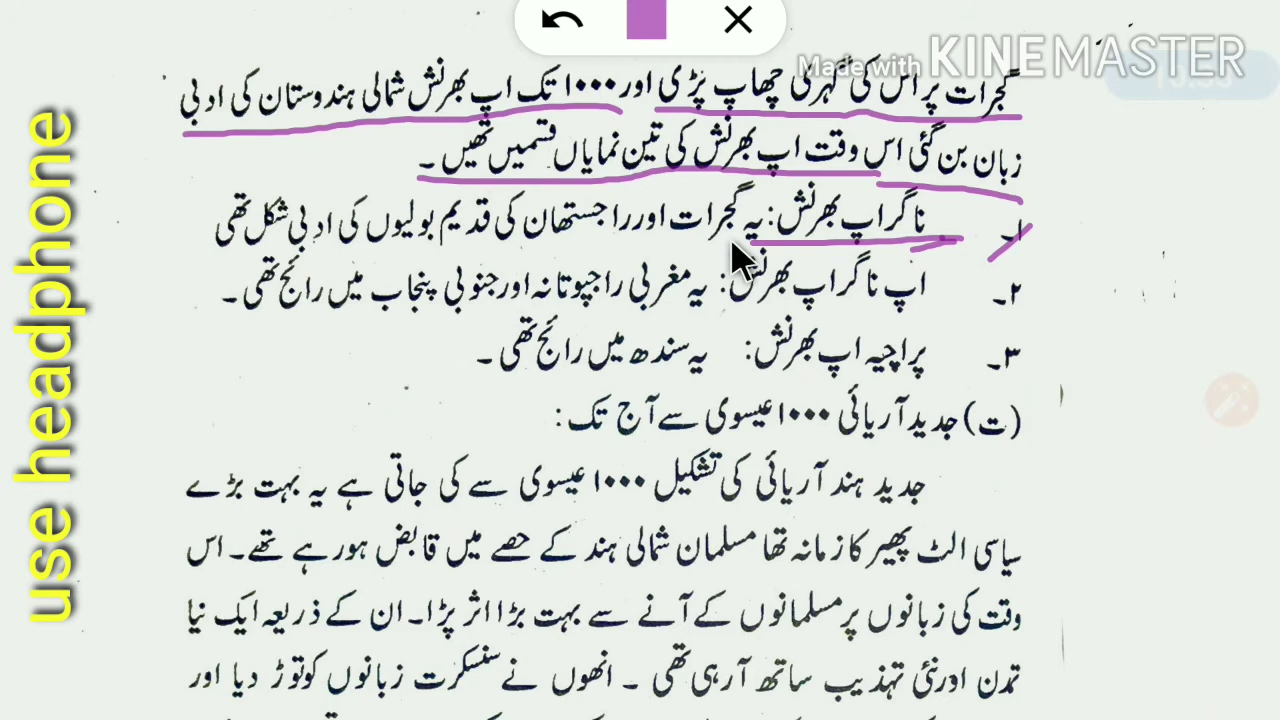 Made with KINEMASTER
use headphone
گجرات پر اس کی گہری چھاپ پڑی اور ۱۰۰۰ تک اپ بھرنش شمالی ہندوستان کی ادبی
زبان بن گئی اس وقت اپ بھرنش کی تین نمایاں قسمیں تھیں ۔
۱۔ ناگر اپ بھرنش: یہ گجرات اور راجستھان کی قدیم بولیوں کی ادبی شکل تھی
۲۔ اپ ناگر اپ بھرنش: یہ مغربی راجپوتانہ اور جنوبی پنجاب میں رائج تھی ۔
۳۔ پراچیہ اپ بھرنش: یہ سندھ میں رائج تھی ۔
(ت) جدید آریائی ۱۰۰۰ عیسوی سے آج تک :
جدید ہند آریائی کی تشکیل ۱۰۰۰ عیسوی سے کی جاتی ہے یہ بہت بڑے
سیاسی الٹ پھیر کا زمانہ تھا مسلمان شمالی ہند کے حصے میں قابض ہورہے تھے۔ اس
وقت کی زبانوں پر مسلمانوں کے آنے سے بہت بڑا اثر پڑا۔ ان کے ذریعہ ایک نیا
تمدن اور نئی تہذیب ساتھ آرہی تھی ۔ انھوں نے سنسکرت زبانوں کو توڑ دیا اور